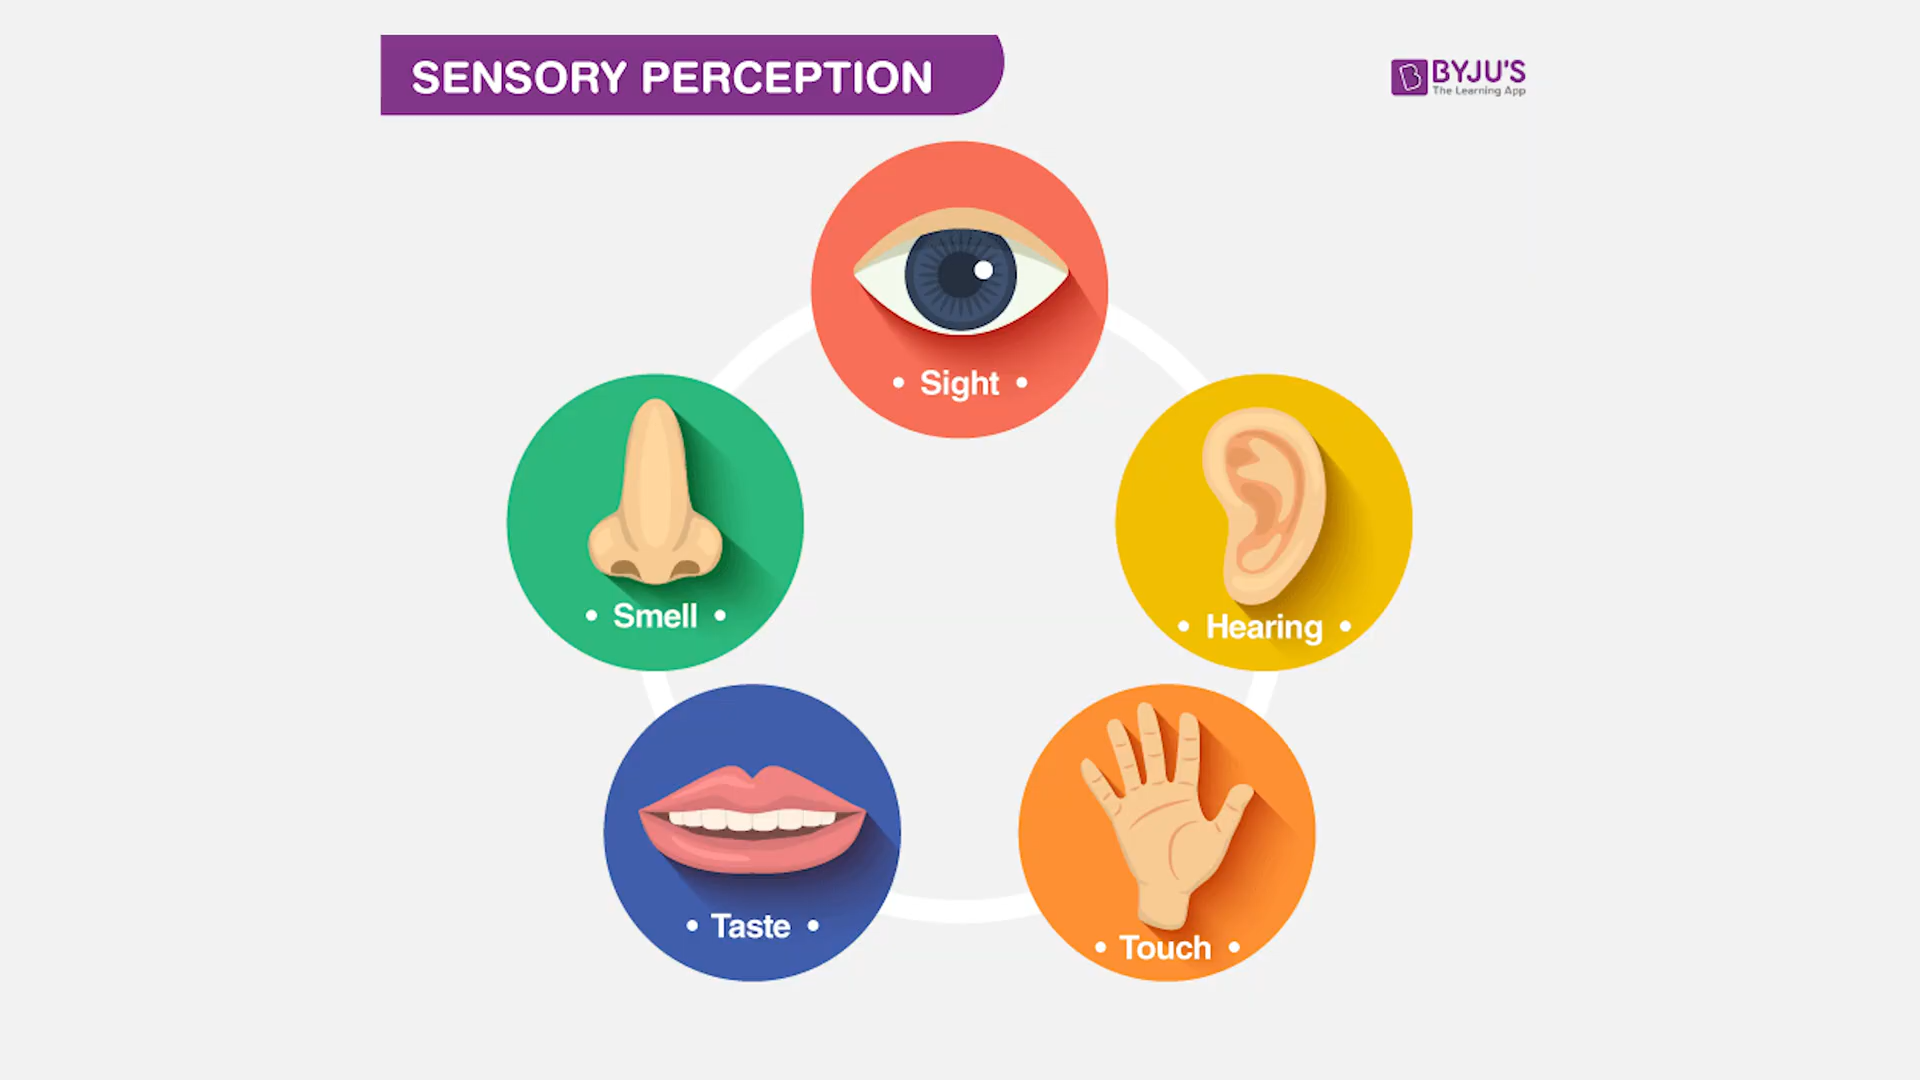 SENSORY PERCEPTION
BYJU'S
The Learning App
• Sight •
• Smell •
• Hearing •
• Taste •
• Touch •